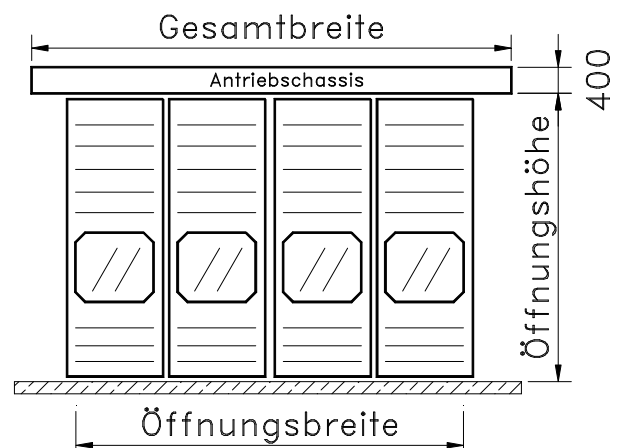 Gesamtbreite
Antriebschassis
400
Öffnungshöhe
Öffnungsbreite